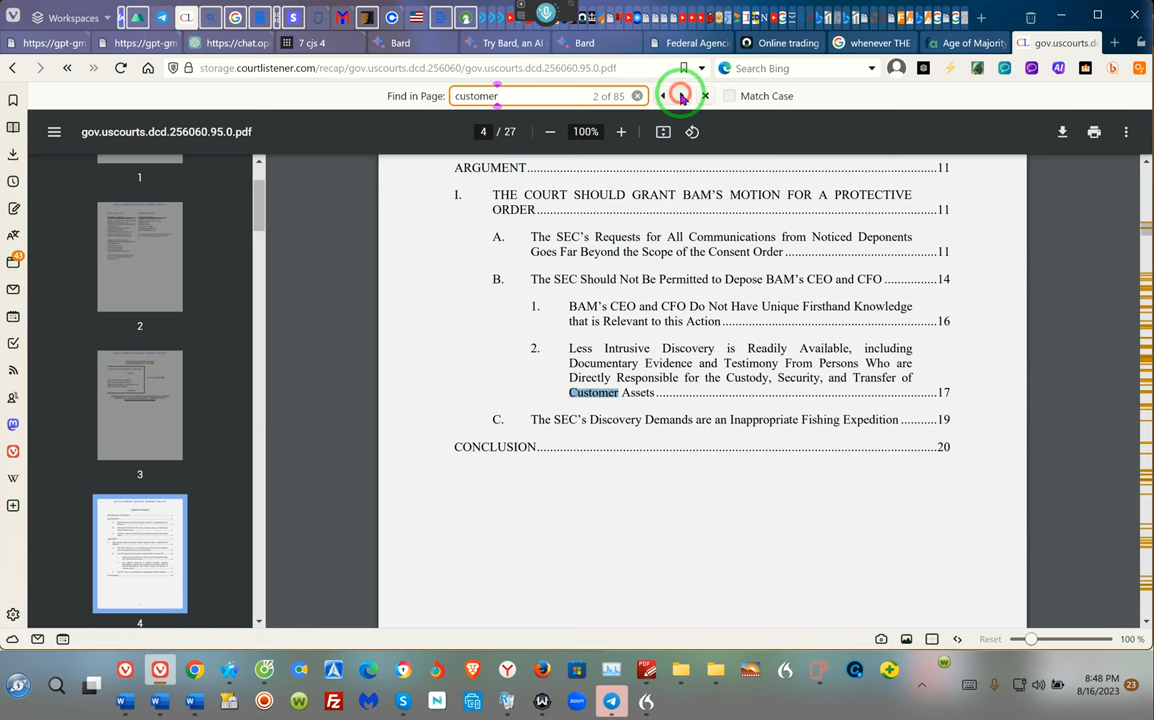 Workspaces
https://gpt-gm
https://gpt-gm
https://chat.op
7 cjs 4
Bard
Try Bard, an AI
Bard
Federal Agenc
Online trading
whenever THE
Age of Majority
gov.uscourts.dc
storage.courtlistener.com/recap/gov.uscourts.dcd.256060/gov.uscourts.dcd.256060.95.0.pdf
Search Bing
Find in Page:
customer
2 of 85
Match Case
gov.uscourts.dcd.256060.95.0.pdf
4 / 27
100%
ARGUMENT 11
I. THE COURT SHOULD GRANT BAM'S MOTION FOR A PROTECTIVE
ORDER 11
A. The SEC's Requests for All Communications from Noticed Deponents
Goes Far Beyond the Scope of the Consent Order 11
B. The SEC Should Not Be Permitted to Depose BAM's CEO and CFO 14
1. BAM's CEO and CFO Do Not Have Unique Firsthand Knowledge
that is Relevant to this Action 16
2. Less Intrusive Discovery is Readily Available, including
Documentary Evidence and Testimony From Persons Who are
Directly Responsible for the Custody, Security, and Transfer of
Customer Assets 17
C. The SEC's Discovery Demands are an Inappropriate Fishing Expedition 19
CONCLUSION 20
1
2
3
4
43
Reset
100 %
8:48 PM
8/16/2023
23